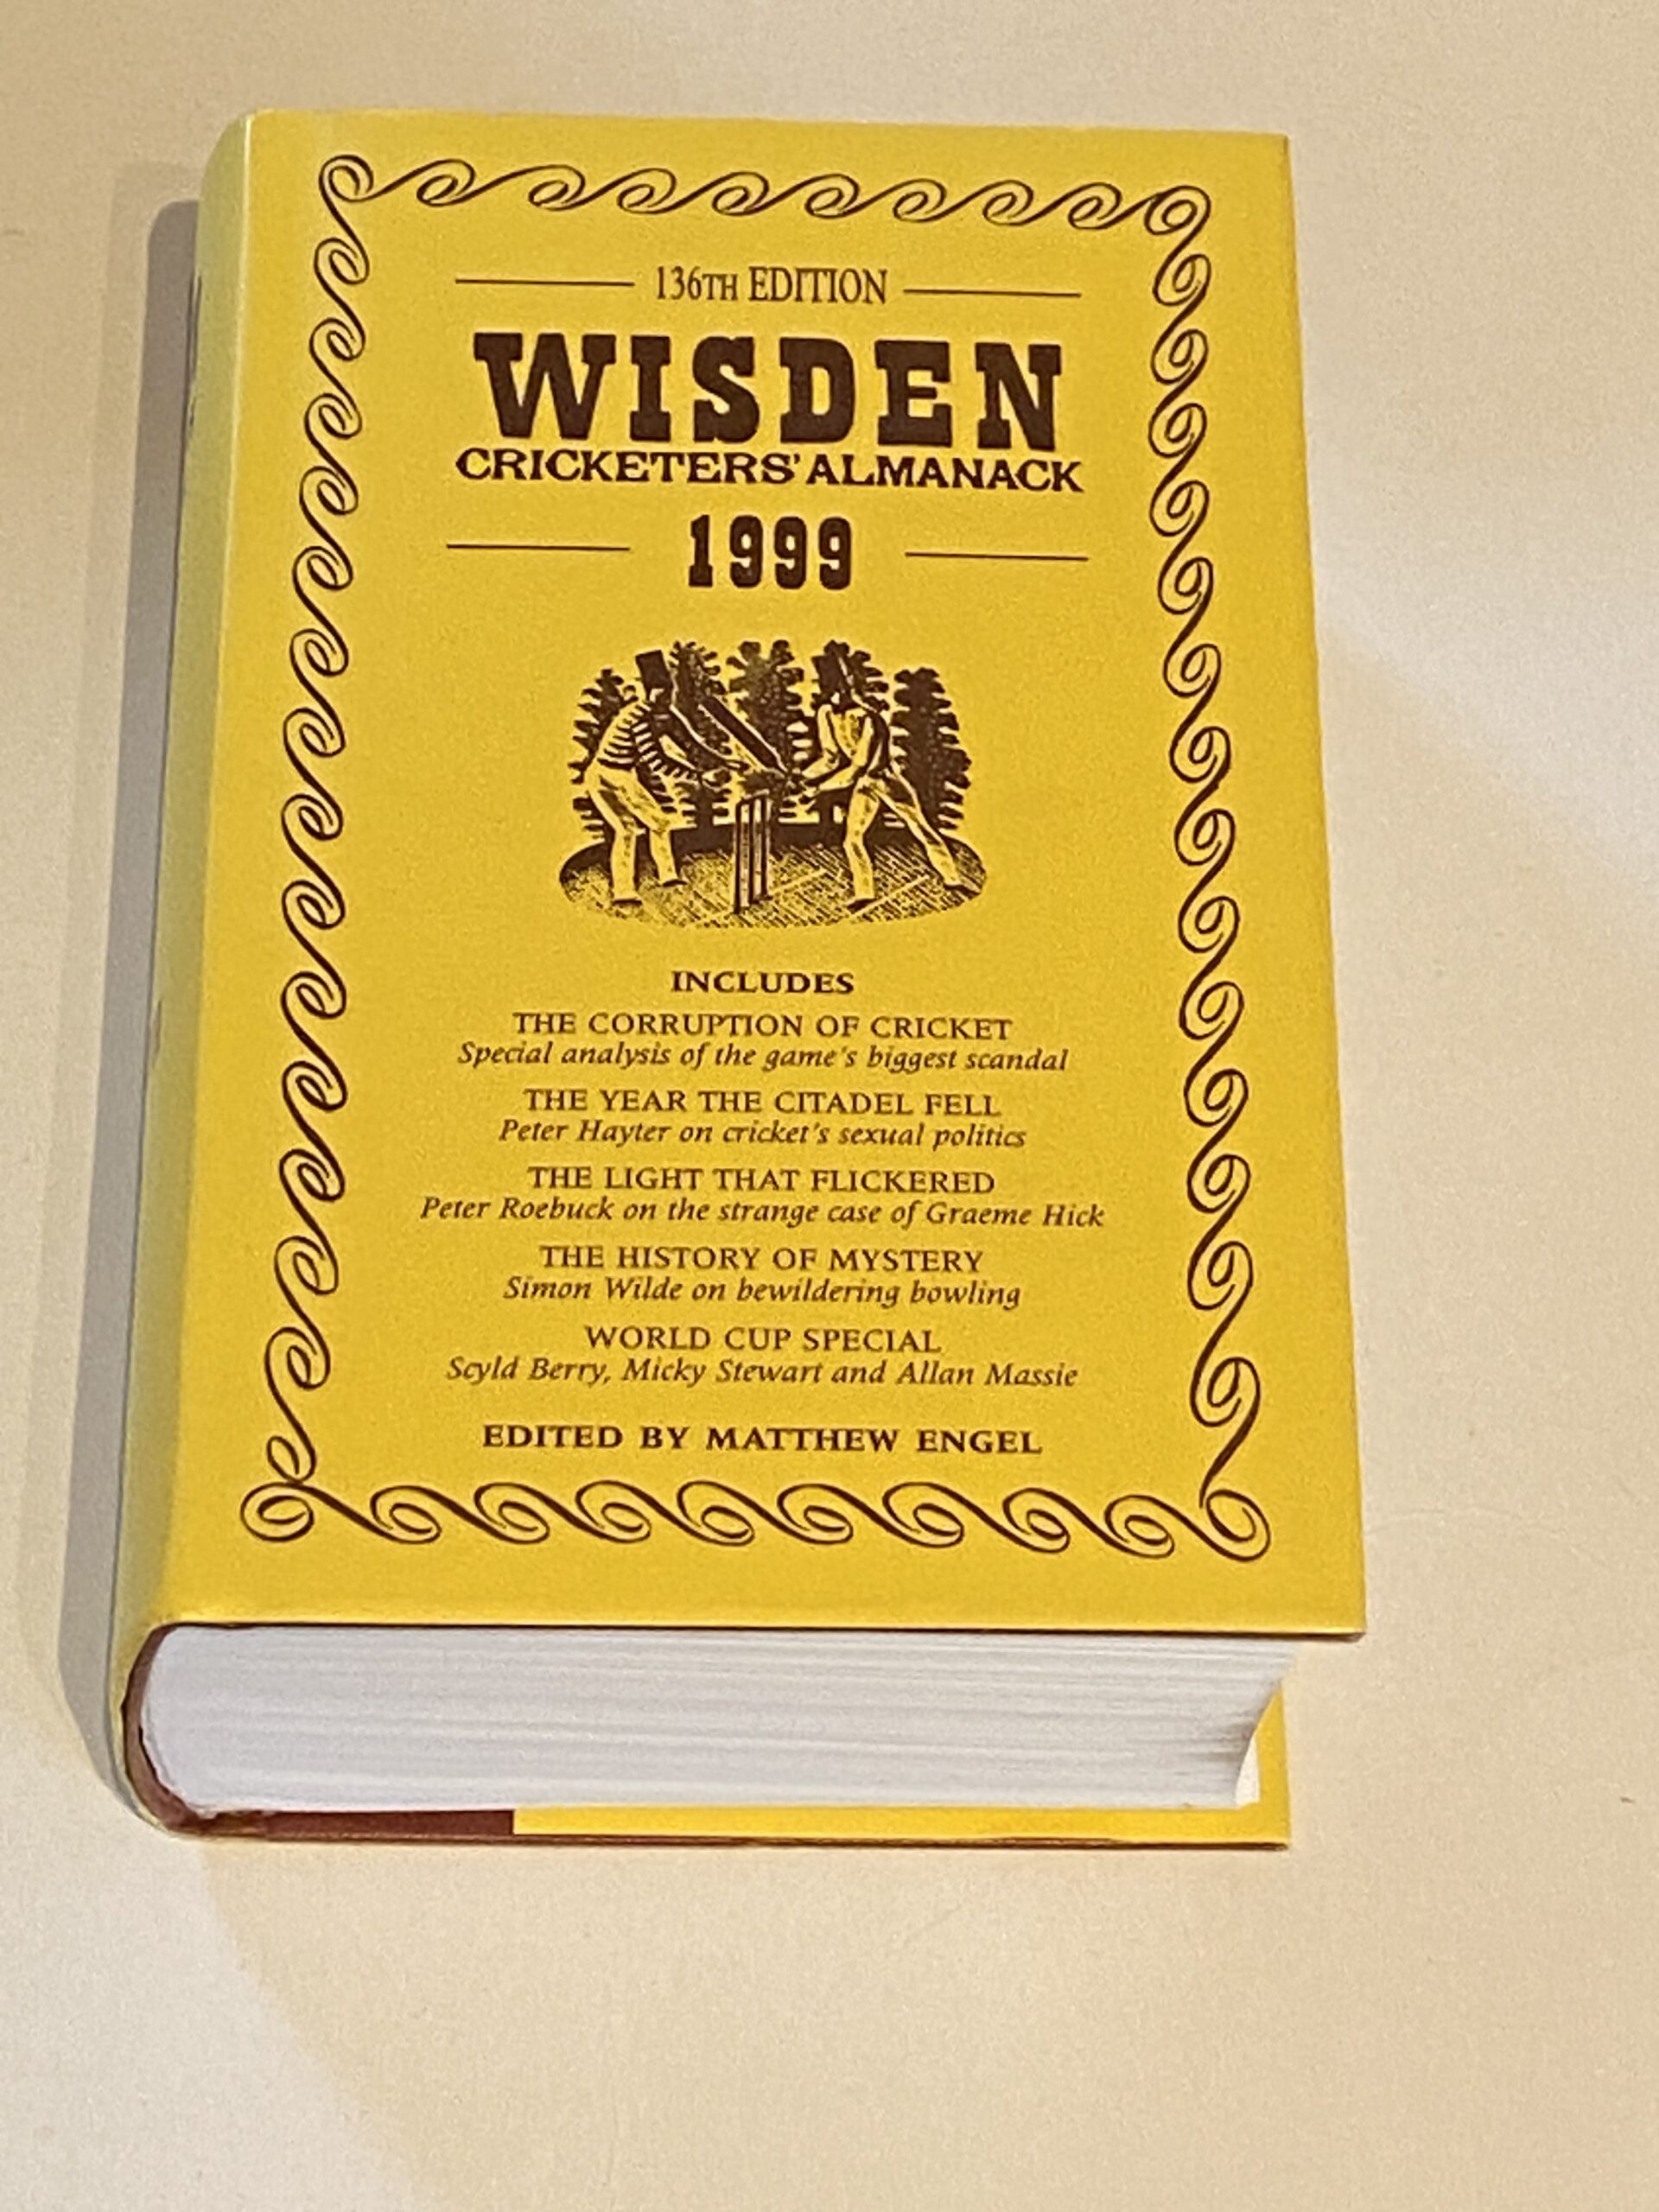 136TH EDITION
WISDEN
CRICKETERS' ALMANACK
1999
INCLUDES
THE CORRUPTION OF CRICKET
Special analysis of the game's biggest scandal
THE YEAR THE CITADEL FELL
Peter Hayter on cricket's sexual politics
THE LIGHT THAT FLICKERED
Peter Roebuck on the strange case of Graeme Hick
THE HISTORY OF MYSTERY
Simon Wilde on bewildering bowling
WORLD CUP SPECIAL
Scyld Berry, Micky Stewart and Allan Massie
EDITED BY MATTHEW ENGEL